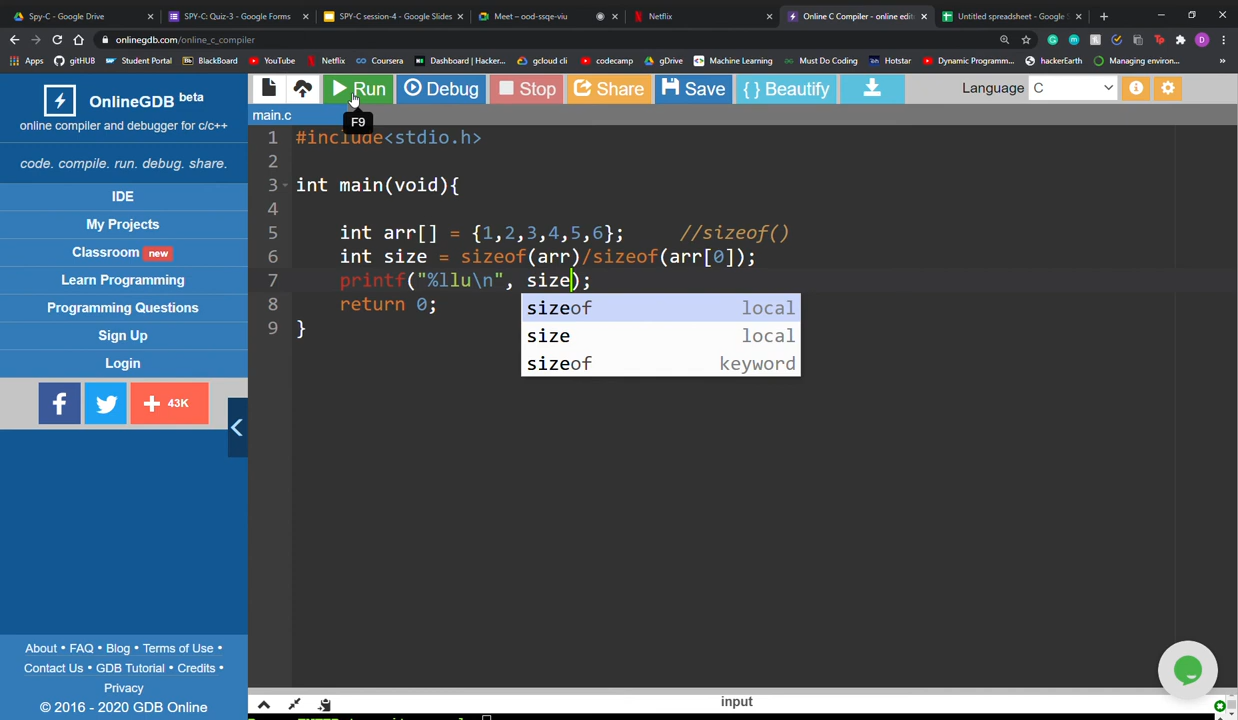 Spy-C - Google Drive
SPY-C: Quiz-3 - Google Forms
SPY-C session-4 - Google Slides
Meet – ood-ssqe-viu
Netflix
Online C Compiler - online edit
Untitled spreadsheet - Google
onlinegdb.com/online_c_compiler
Apps
gitHUB
Student Portal
BlackBoard
YouTube
Netflix
Coursera
Dashboard | Hacker...
gcloud cli
codecamp
gDrive
Machine Learning
Must Do Coding
Hotstar
Dynamic Programm...
hackerEarth
Managing environ...
»
OnlineGDB beta
online compiler and debugger for c/c++
code. compile. run. debug. share.
IDE
My Projects
Classroom new
Learn Programming
Programming Questions
Sign Up
Login
f
+ 43K
About • FAQ • Blog • Terms of Use •
Contact Us • GDB Tutorial • Credits •
Privacy
© 2016 - 2020 GDB Online
Run
Debug
Stop
Share
Save
{ } Beautify
Language C
F9
main.c
1 #include<stdio.h>
2
3 int main(void){
4
5 int arr[] = {1,2,3,4,5,6}; //sizeof()
6 int size = sizeof(arr)/sizeof(arr[0]);
7 printf("%llu\n", size);
8 return 0;
9 }
sizeof local
size local
sizeof keyword
input